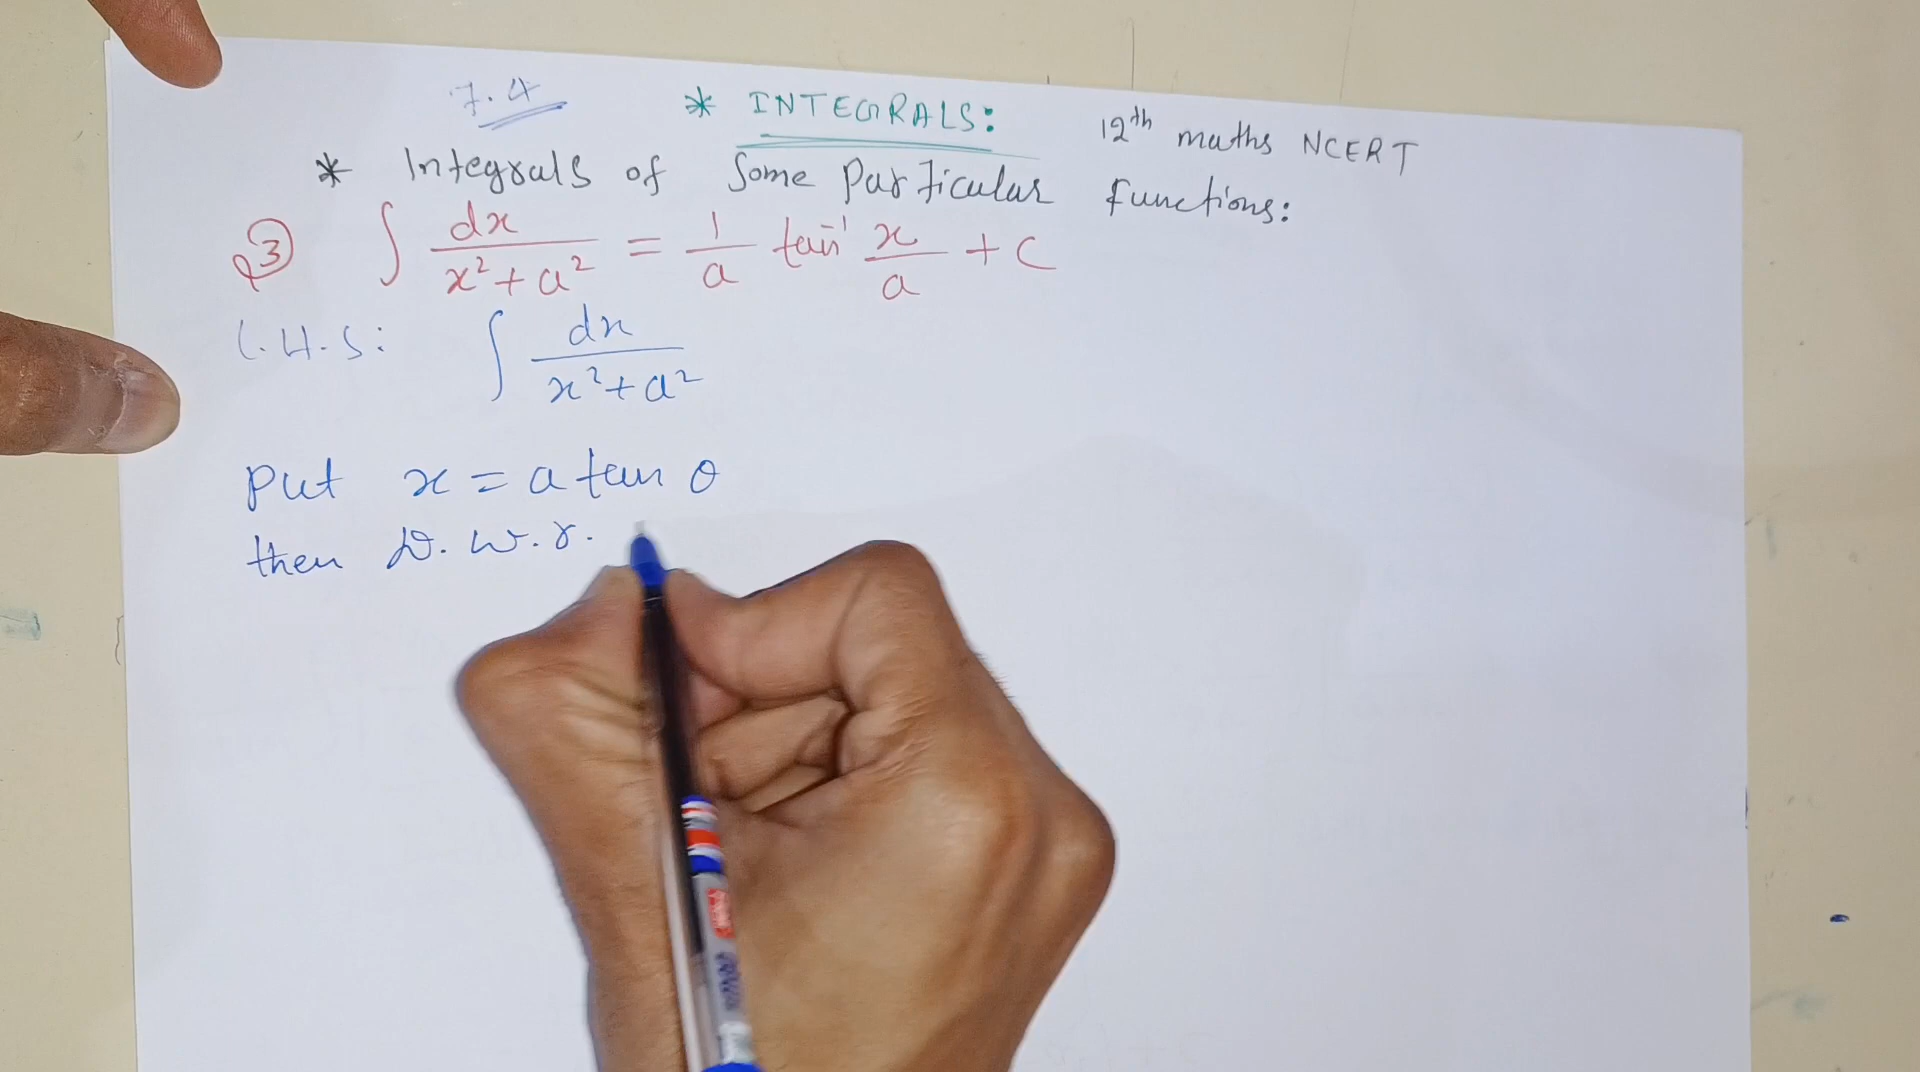 7.4 * INTEGRALS: 12th maths NCERT
* Integrals of Some Particular functions:
③ ∫ dx / x² + a² = 1/a tan⁻¹ x/a + C
L.H.S: ∫ dx / x² + a²
Put x = a tan θ
then D. w. r.